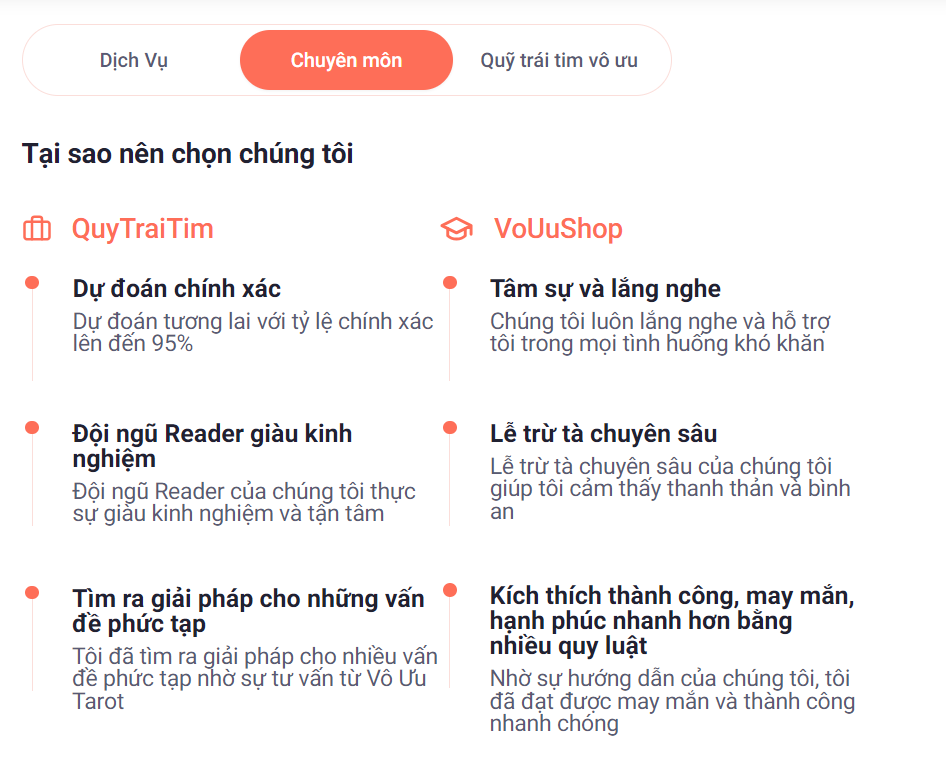 Dịch Vụ
Chuyên môn
Quỹ trái tim vô ưu
Tại sao nên chọn chúng tôi
QuyTraiTim
Dự đoán chính xác
Dự đoán tương lai với tỷ lệ chính xác
lên đến 95%
Đội ngũ Reader giàu kinh
nghiệm
Đội ngũ Reader của chúng tôi thực
sự giàu kinh nghiệm và tận tâm
Tìm ra giải pháp cho những vấn
đề phức tạp
Tôi đã tìm ra giải pháp cho nhiều vấn
đề phức tạp nhờ sự tư vấn từ Vô Ưu
Tarot
VoUuShop
Tâm sự và lắng nghe
Chúng tôi luôn lắng nghe và hỗ trợ
tôi trong mọi tình huống khó khăn
Lễ trừ tà chuyên sâu
Lễ trừ tà chuyên sâu của chúng tôi
giúp tôi cảm thấy thanh thản và bình
an
Kích thích thành công, may mắn,
hạnh phúc nhanh hơn bằng
nhiều quy luật
Nhờ sự hướng dẫn của chúng tôi, tôi
đã đạt được may mắn và thành công
nhanh chóng